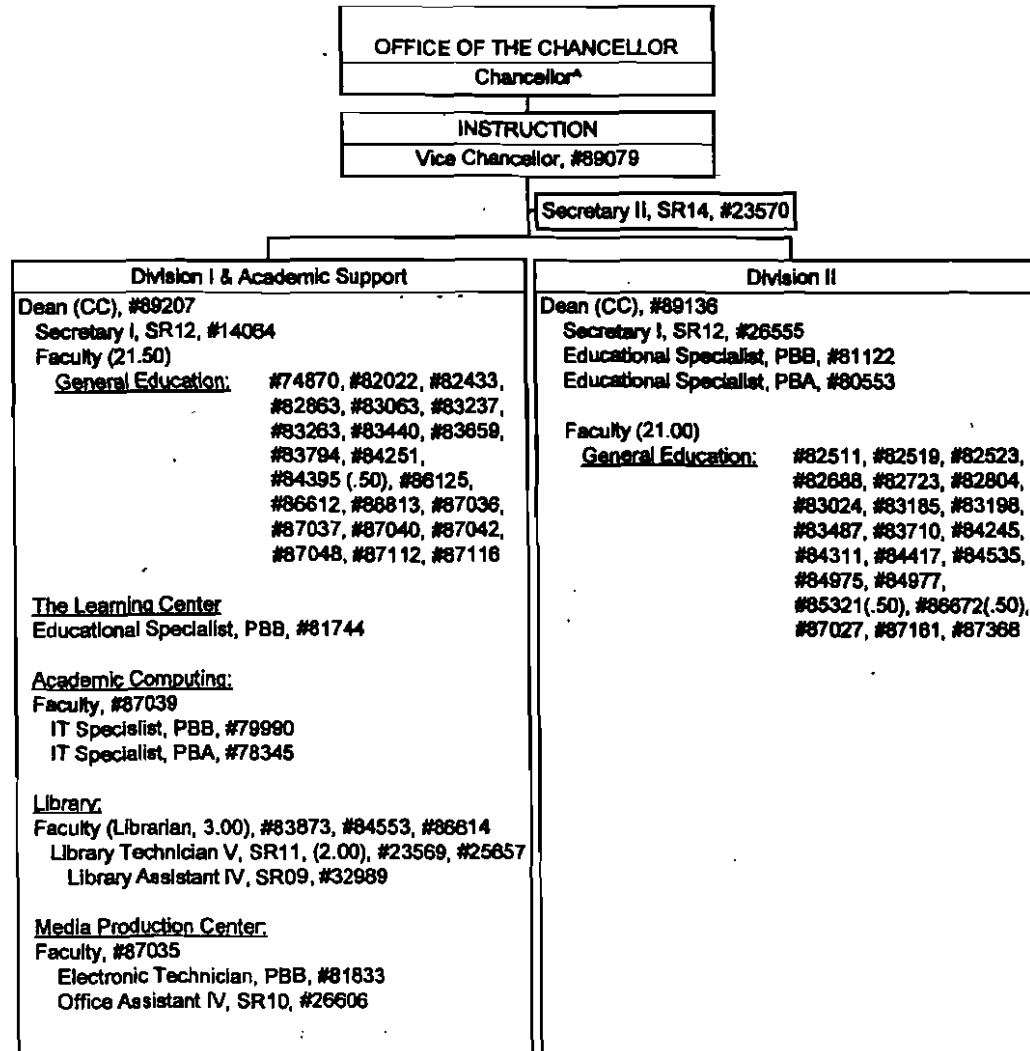 OFFICE OF THE CHANCELLOR
Chancellor^
INSTRUCTION
Vice Chancellor, #89079
Secretary II, SR14, #23570
Division I & Academic Support
Dean (CC), #89207
Secretary I, SR12, #14064
Faculty (21.50)
General Education: #74870, #82022, #82433,
#82863, #83063, #83237,
#83263, #83440, #83659,
#83794, #84251,
#84395 (.50), #86125,
#86612, #86813, #87036,
#87037, #87040, #87042,
#87048, #87112, #87116
The Learning Center
Educational Specialist, PBB, #81744
Academic Computing:
Faculty, #87039
IT Specislist, PBB, #79990
IT Specialist, PBA, #78345
Library:
Faculty (Librarian, 3.00), #83873, #84553, #86614
Library Technician V, SR11, (2.00), #23569, #25657
Library Assistant IV, SR09, #32989
Media Production Center:
Faculty, #87035
Electronic Technician, PBB, #81833
Office Assistant IV, SR10, #26606
Division II
Dean (CC), #89136
Secretary I, SR12, #26555
Educational Specialist, PBB, #81122
Educational Specialist, PBA, #80553
Faculty (21.00)
General Education: #82511, #82519, #82523,
#82688, #82723, #82804,
#83024, #83185, #83198,
#83487, #83710, #84245,
#84311, #84417, #84535,
#84975, #84977,
#85321(.50), #86672(.50),
#87027, #87161, #87368